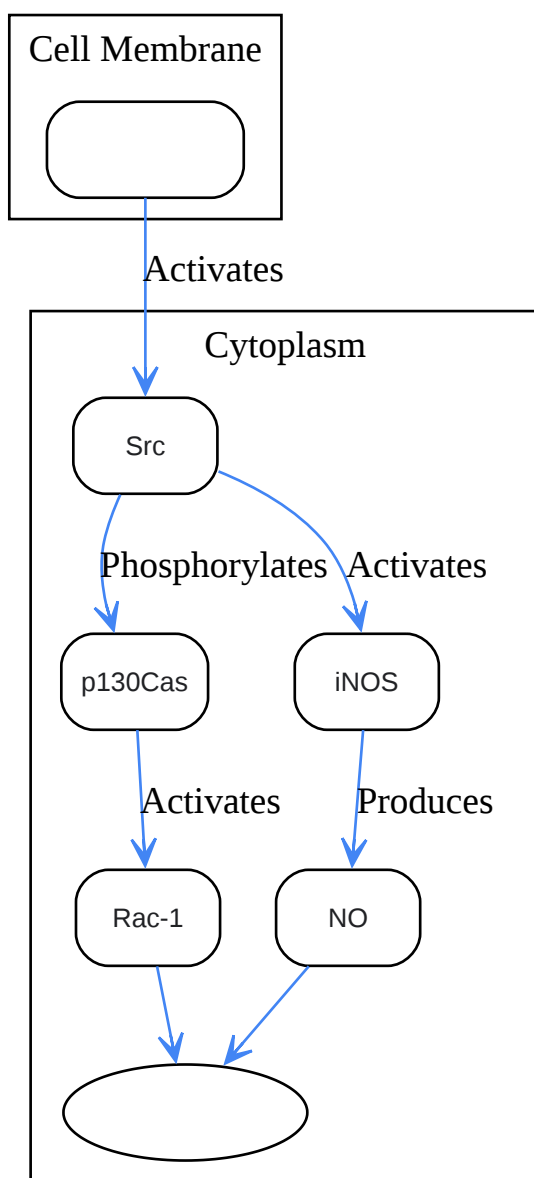 Cell Membrane
Activates
Cytoplasm
Src
Phosphorylates
Activates
p130Cas
iNOS
Activates
Produces
Rac-1
NO